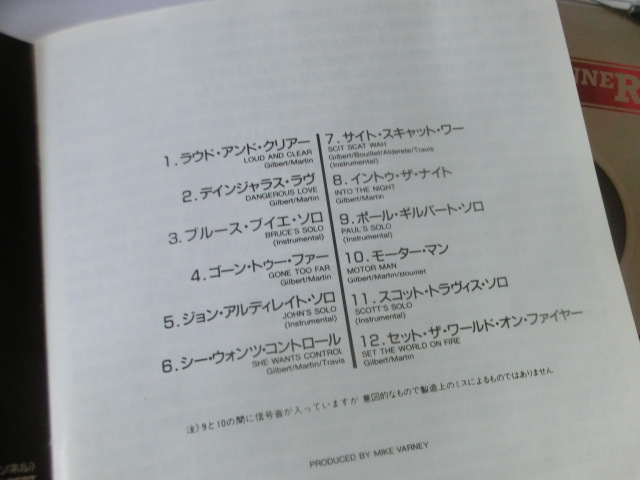 1.ラウド・アンド・クリアー
LOUD AND CLEAR
Gilbert/Martin
2.デインジャラス・ラヴ
DANGEROUS LOVE
Gilbert/Martin
3.ブルース・ブイエ・ソロ
BRUCE'S SOLO
(Instrumental)
4.ゴーン・トゥー・ファー
GONE TOO FAR
Gilbert/Martin
5.ジョン・アルディレイト・ソロ
JOHN'S SOLO
(Instrumental)
6.シー・ウォンツ・コントロール
SHE WANTS CONTROL
Gilbert/Martin/Travis
7.サイト・スキャット・ワー
SCIT SCAT WAH
Gilbert/Bouillet/Alderete/Travis
(Instrumental)
8.イントゥ・ザ・ナイト
INTO THE NIGHT
Gilbert/Martin
9.ポール・ギルバート・ソロ
PAUL'S SOLO
(Instrumental)
10.モーター・マン
MOTOR MAN
Gilbert/Martin/Bouillet
11.スコット・トラヴィス・ソロ
SCOTT'S SOLO
(Instrumental)
12.セット・ザ・ワールド・オン・ファイヤー
SET THE WORLD ON FIRE
Gilbert/Martin
注)9と10の間に信号音が入っていますが 意図的なもので製造上のミスによるものではありません
PRODUCED BY MIKE VARNEY
ソネル)